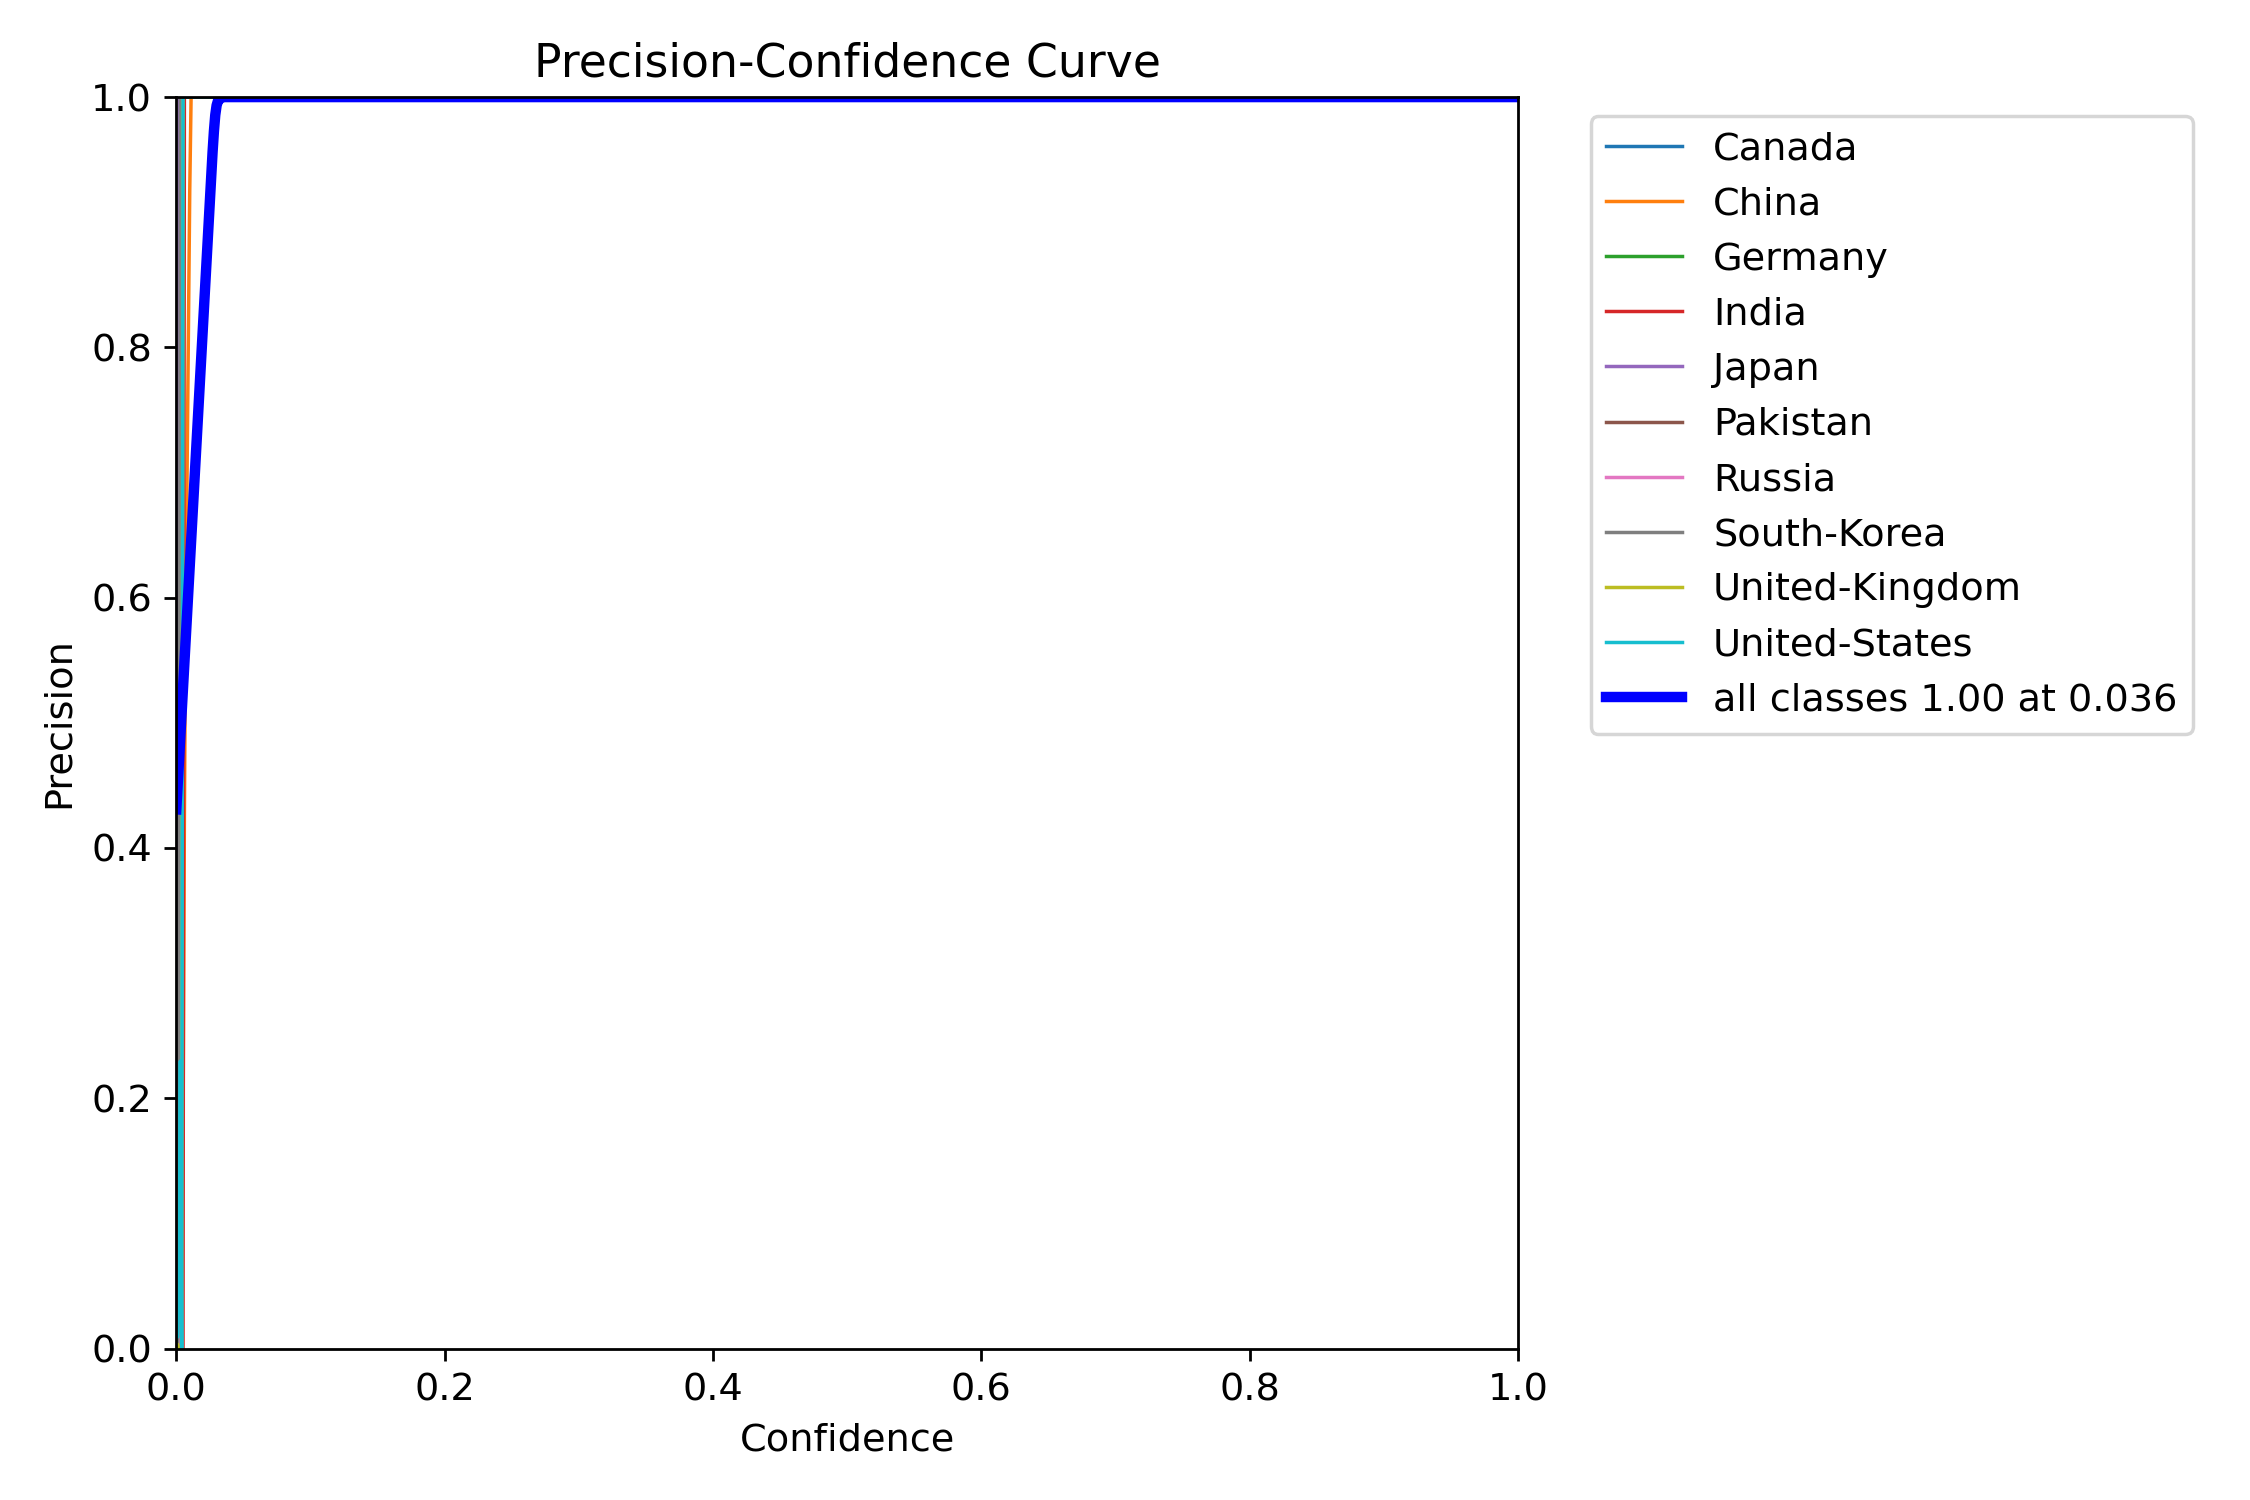 Precision-Confidence Curve
1.0
0.8
0.6
0.4
0.2
0.0
Precision
0.0 0.2 0.4 0.6 0.8 1.0
Confidence
Canada
China
Germany
India
Japan
Pakistan
Russia
South-Korea
United-Kingdom
United-States
all classes 1.00 at 0.036